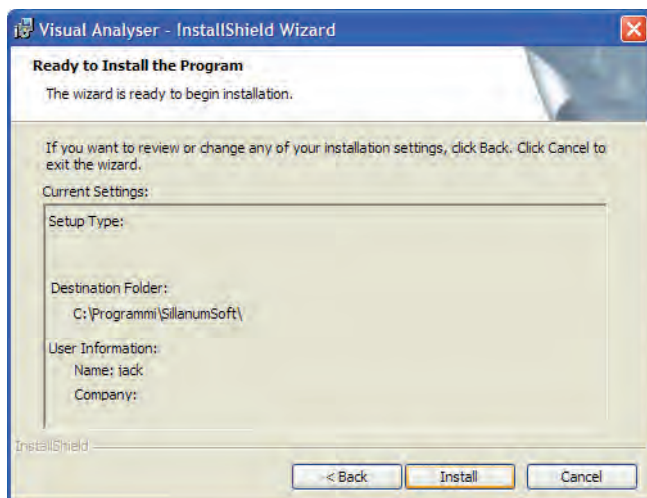 Visual Analyser - InstallShield Wizard
Ready to Install the Program
The wizard is ready to begin installation.
If you want to review or change any of your installation settings, click Back. Click Cancel to
exit the wizard.
Current Settings:
Setup Type:
Destination Folder:
C:\Programmi\SillanumSoft\
User Information:
Name: jack
Company:
InstallShield
< Back
Install
Cancel